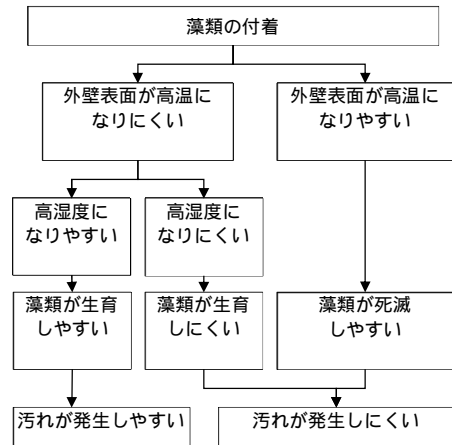 藻類の付着
外壁表面が高温に
なりにくい
外壁表面が高温に
なりやすい
高湿度に
なりやすい
高湿度に
なりにくい
藻類が生育
しやすい
藻類が生育
しにくい
藻類が死滅
しやすい
汚れが発生しやすい
汚れが発生しにくい